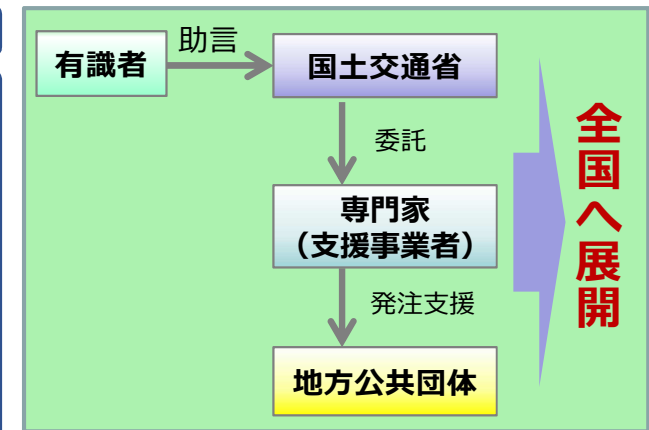 有識者
助言
国土交通省
委託
専門家
（支援事業者）
発注支援
地方公共団体
全国へ展開